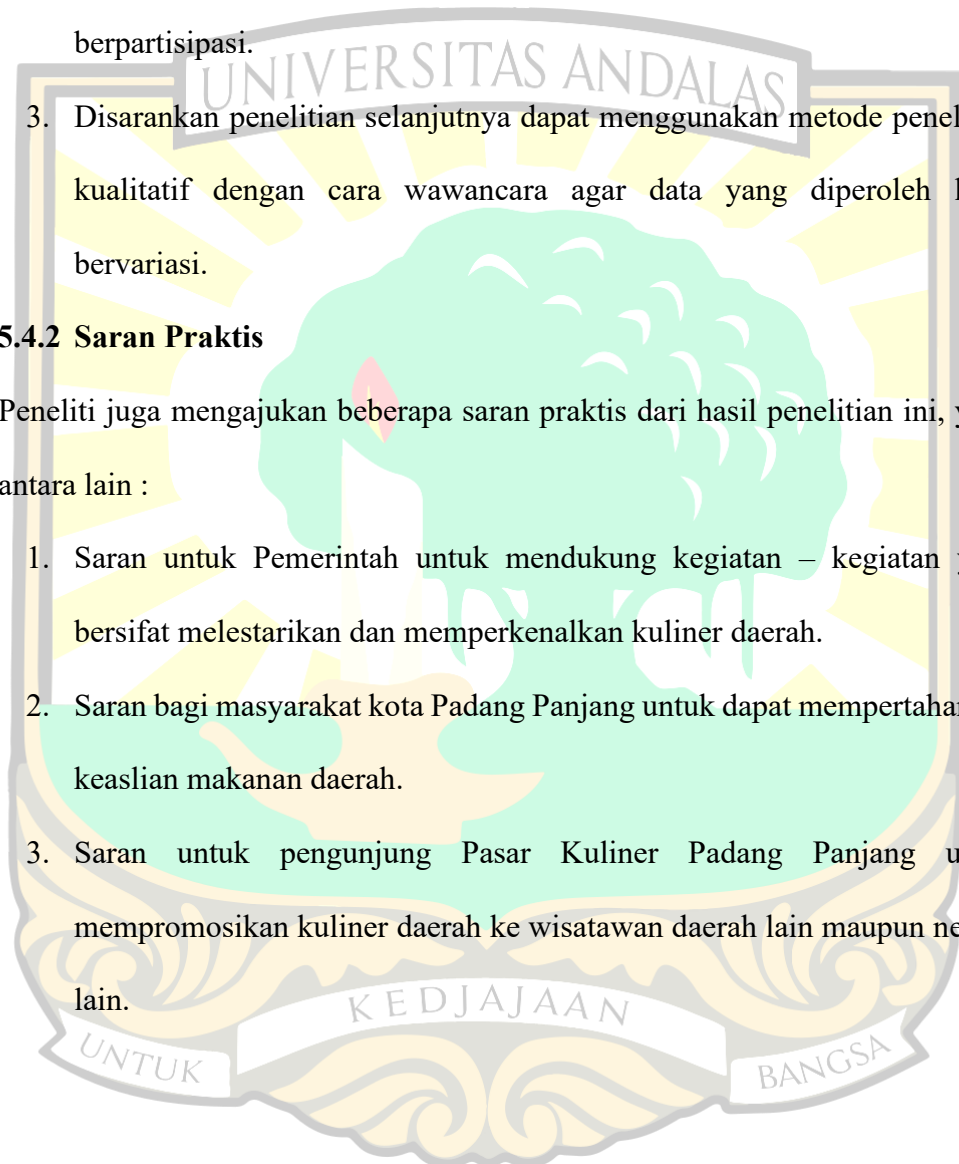 berpartisipasi.
UNIVERSITAS ANDALAS
3. Disarankan penelitian selanjutnya dapat menggunakan metode penel
kualitatif dengan cara wawancara agar data yang diperoleh
bervariasi.
5.4.2 Saran Praktis
Peneliti juga mengajukan beberapa saran praktis dari hasil penelitian ini, y
antara lain :
1. Saran untuk Pemerintah untuk mendukung kegiatan – kegiatan y
bersifat melestarikan dan memperkenalkan kuliner daerah.
2. Saran bagi masyarakat kota Padang Panjang untuk dapat mempertahan
keaslian makanan daerah.
3. Saran untuk pengunjung Pasar Kuliner Padang Panjang u
mempromosikan kuliner daerah ke wisatawan daerah lain maupun ne
lain.
KEDJAJAAN
UNTUK
BANGSA